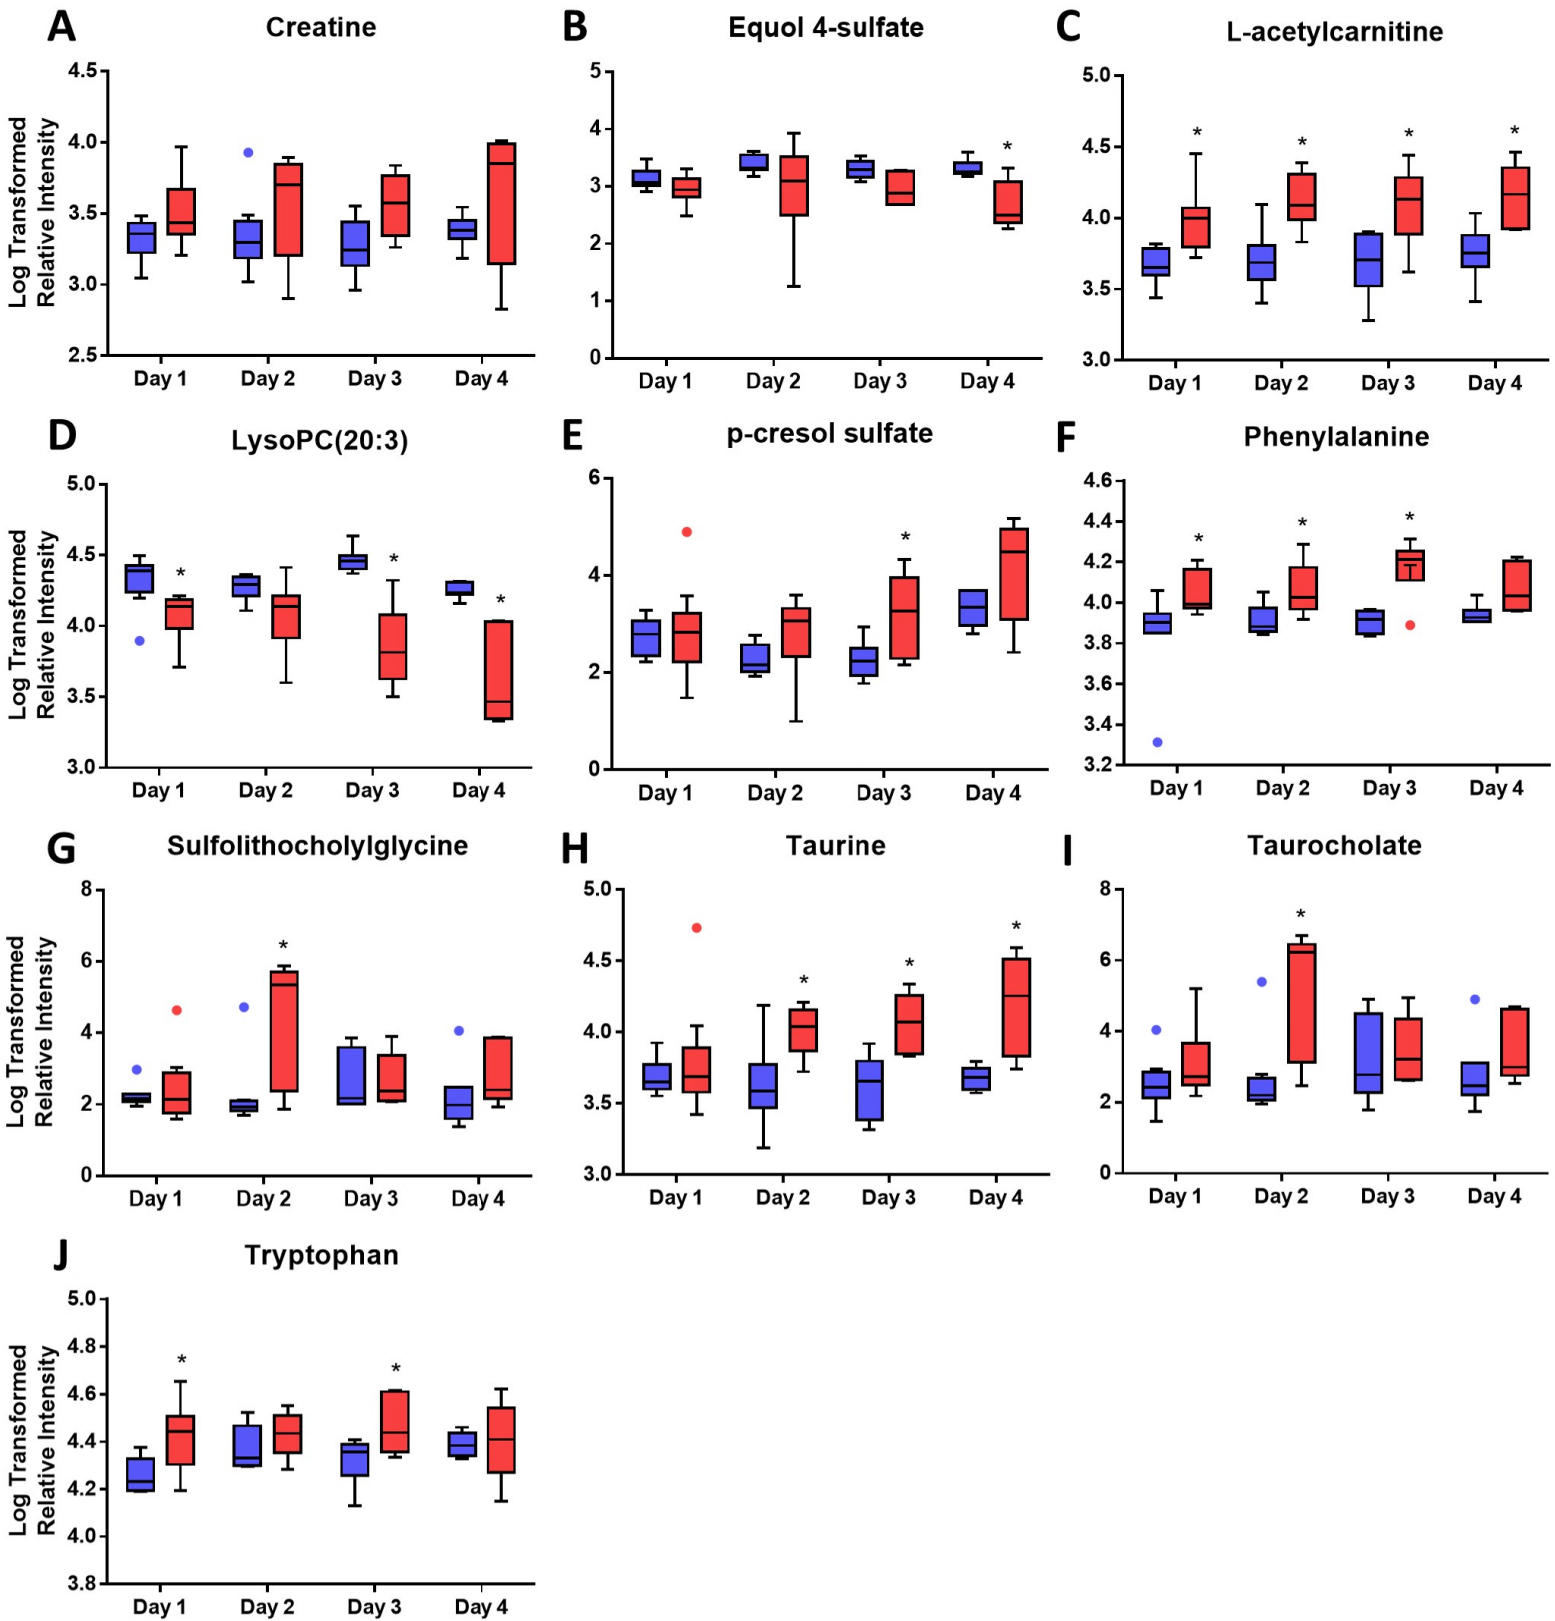 A Creatine
B Equol 4-sulfate
C L-acetylcarnitine
Log Transformed
Relative Intensity
4.5
4.0
3.5
3.0
2.5
Day 1 Day 2 Day 3 Day 4
5
4
3
2
1
0
*
Day 1 Day 2 Day 3 Day 4
5.0
4.5
4.0
3.5
3.0
* * * *
Day 1 Day 2 Day 3 Day 4
D LysoPC(20:3)
E p-cresol sulfate
F Phenylalanine
Log Transformed
Relative Intensity
5.0
4.5
4.0
3.5
3.0
* * *
Day 1 Day 2 Day 3 Day 4
6
4
2
0
*
Day 1 Day 2 Day 3 Day 4
4.6
4.4
4.2
4.0
3.8
3.6
3.4
3.2
* * *
Day 1 Day 2 Day 3 Day 4
G Sulfolithocholylglycine
H Taurine
I Taurocholate
Log Transformed
Relative Intensity
8
6
4
2
0
*
Day 1 Day 2 Day 3 Day 4
5.0
4.5
4.0
3.5
3.0
* * *
Day 1 Day 2 Day 3 Day 4
8
6
4
2
0
*
Day 1 Day 2 Day 3 Day 4
J Tryptophan
Log Transformed
Relative Intensity
5.0
4.8
4.6
4.4
4.2
4.0
3.8
* *
Day 1 Day 2 Day 3 Day 4